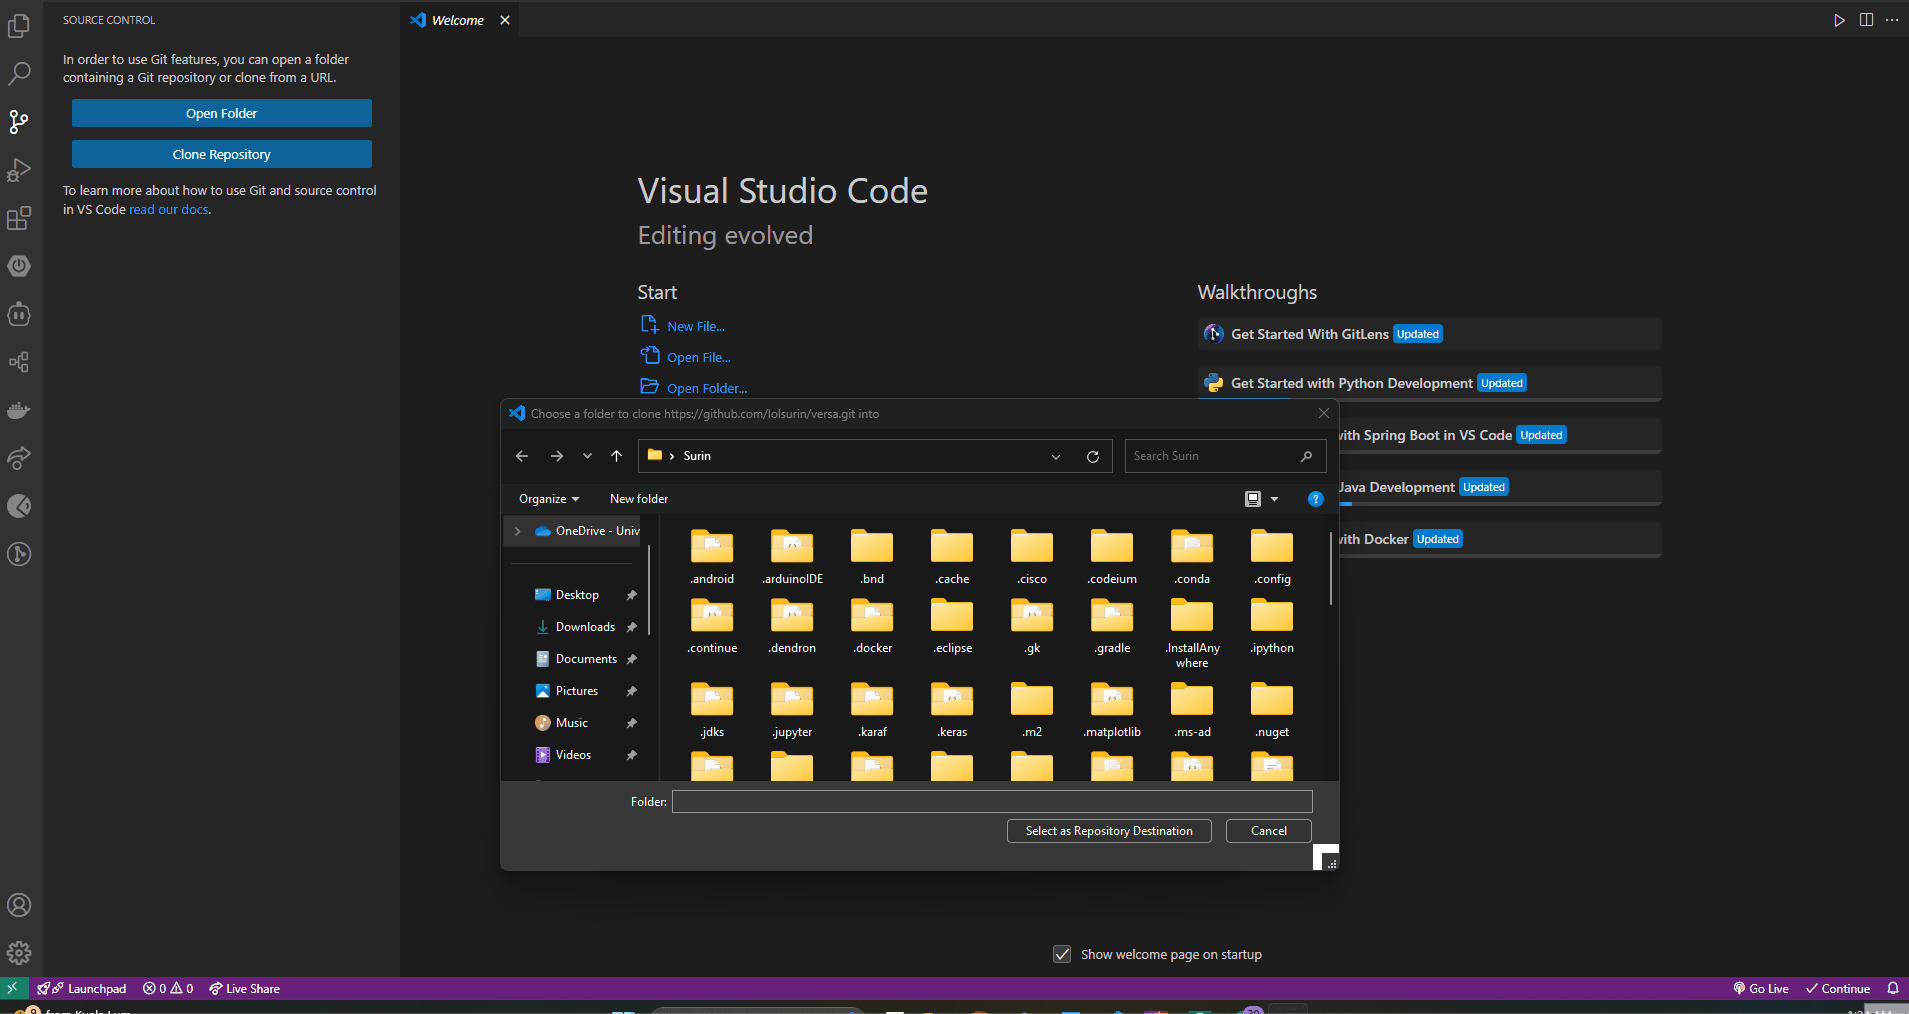 SOURCE CONTROL
Welcome
In order to use Git features, you can open a folder
containing a Git repository or clone from a URL.
Open Folder
Clone Repository
To learn more about how to use Git and source control
in VS Code read our docs.
Visual Studio Code
Editing evolved
Start
New File...
Open File...
Open Folder...
Walkthroughs
Get Started With GitLens Updated
Get Started with Python Development Updated
with Spring Boot in VS Code Updated
Java Development Updated
with Docker Updated
Choose a folder to clone https://github.com/lolsurin/versa.git into
Surin
Search Surin
Organize
New folder
OneDrive - Univ
Desktop
Downloads
Documents
Pictures
Music
Videos
.android .arduinoIDE .bnd .cache .cisco .codeium .conda .config
.continue .dendron .docker .eclipse .gk .gradle .InstallAny .ipython
where
.jdks .jupyter .karaf .keras .m2 .matplotlib .ms-ad .nuget
Folder:
Select as Repository Destination
Cancel
Show welcome page on startup
Launchpad 0 0 Live Share
Go Live Continue